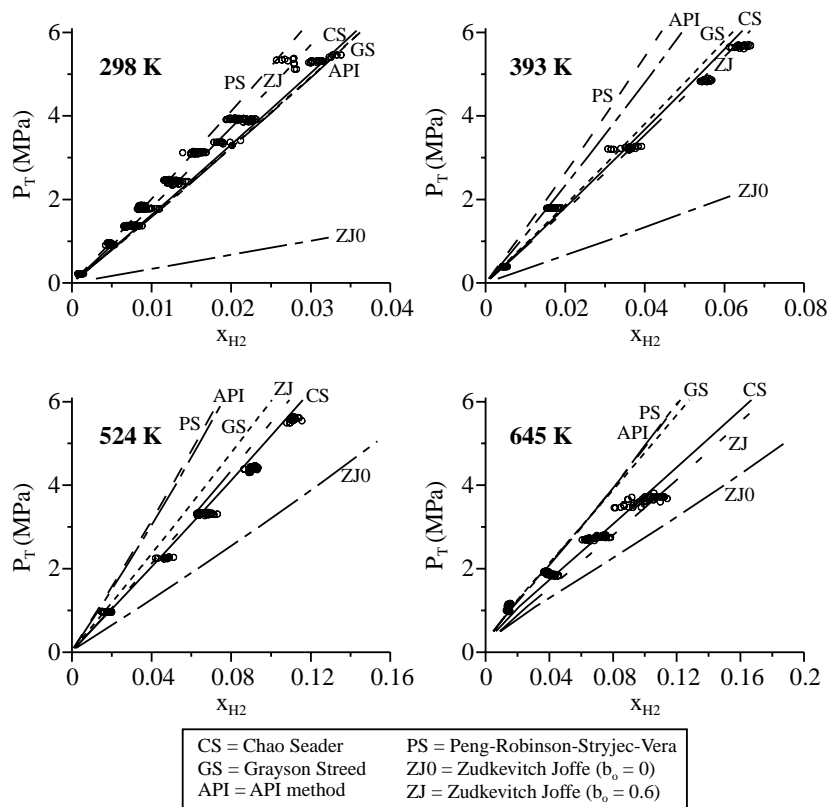 298 K
P_T (MPa)
6
4
2
0
0
0.01
0.02
0.03
0.04
x_H2
PS
ZJ
CS
GS
API
ZJ0
393 K
P_T (MPa)
6
4
2
0
0
0.02
0.04
0.06
0.08
x_H2
PS
API
GS
CS
ZJ
ZJ0
524 K
P_T (MPa)
6
4
2
0
0
0.04
0.08
0.12
0.16
x_H2
PS
API
GS
ZJ
CS
ZJ0
645 K
P_T (MPa)
6
4
2
0
0
0.04
0.08
0.12
0.16
0.2
x_H2
GS
PS
API
CS
ZJ
ZJ0
CS = Chao Seader
GS = Grayson Streed
API = API method
PS = Peng-Robinson-Stryjec-Vera
ZJ0 = Zudkevitch Joffe (b_o = 0)
ZJ = Zudkevitch Joffe (b_o = 0.6)